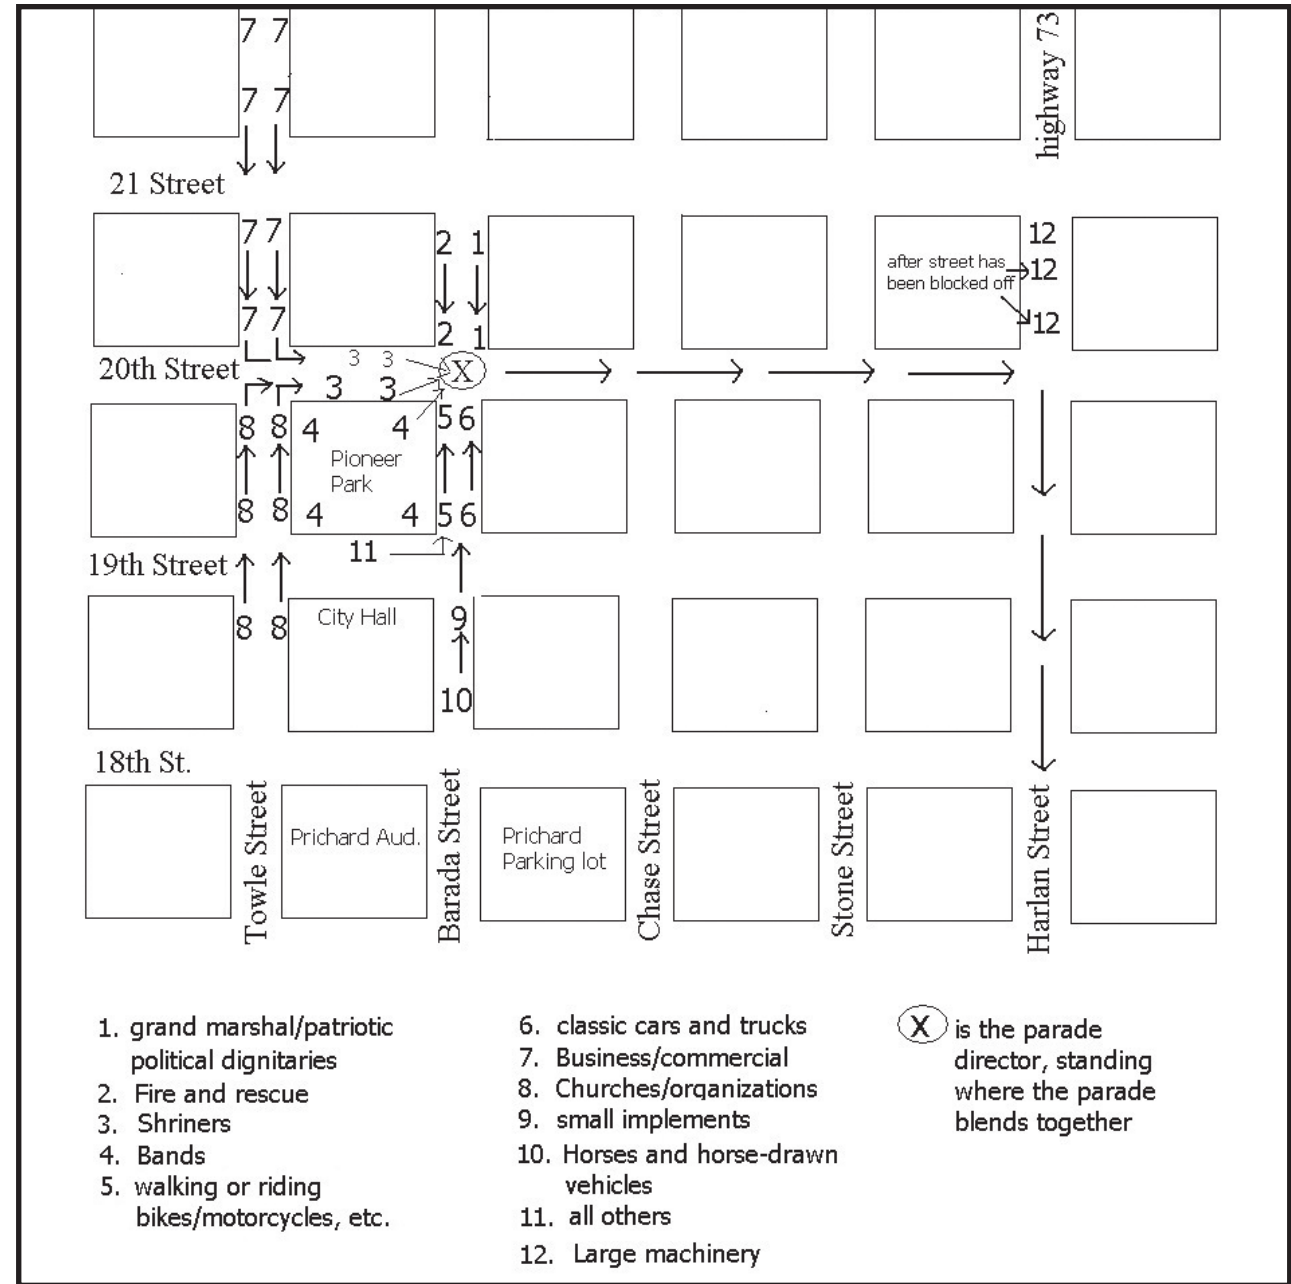 7 7
highway 73
7 7
21 Street
7 7
2 1
12
after street has
12
been blocked off
7 7
2 1
12
20th Street
3 3
X
3 3
8 8
4 4
5 6
Pioneer
Park
8 8
4 4
5 6
11
19th Street
8 8
City Hall
9
10
18th St.
Towle Street
Prichard Aud.
Barada Street
Prichard
Parking lot
Chase Street
Stone Street
Harlan Street
1. grand marshal/patriotic
political dignitaries
2. Fire and rescue
3. Shriners
4. Bands
5. walking or riding
bikes/motorcycles, etc.
6. classic cars and trucks
7. Business/commercial
8. Churches/organizations
9. small implements
10. Horses and horse-drawn
vehicles
11. all others
12. Large machinery
X is the parade
director, standing
where the parade
blends together